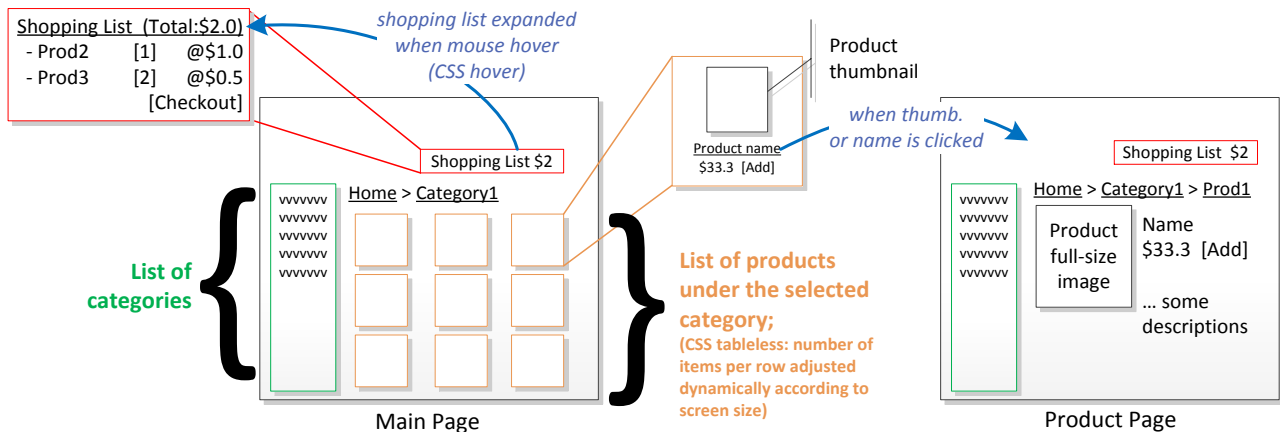 Shopping List (Total:$2.0)
- Prod2 [1] @$1.0
- Prod3 [2] @$0.5
[Checkout]
shopping list expanded
when mouse hover
(CSS hover)
Product
thumbnail
Product name
$33.3 [Add]
when thumb.
or name is clicked
Shopping List $2
Home > Category1
vvvvvvv
vvvvvvv
vvvvvvv
vvvvvvv
vvvvvvv
List of
categories
List of products
under the selected
category;
(CSS tableless: number of
items per row adjusted
dynamically according to
screen size)
Main Page
Shopping List $2
Home > Category1 > Prod1
vvvvvvv
vvvvvvv
vvvvvvv
vvvvvvv
vvvvvvv
Product
full-size
image
Name
$33.3 [Add]
... some
descriptions
Product Page